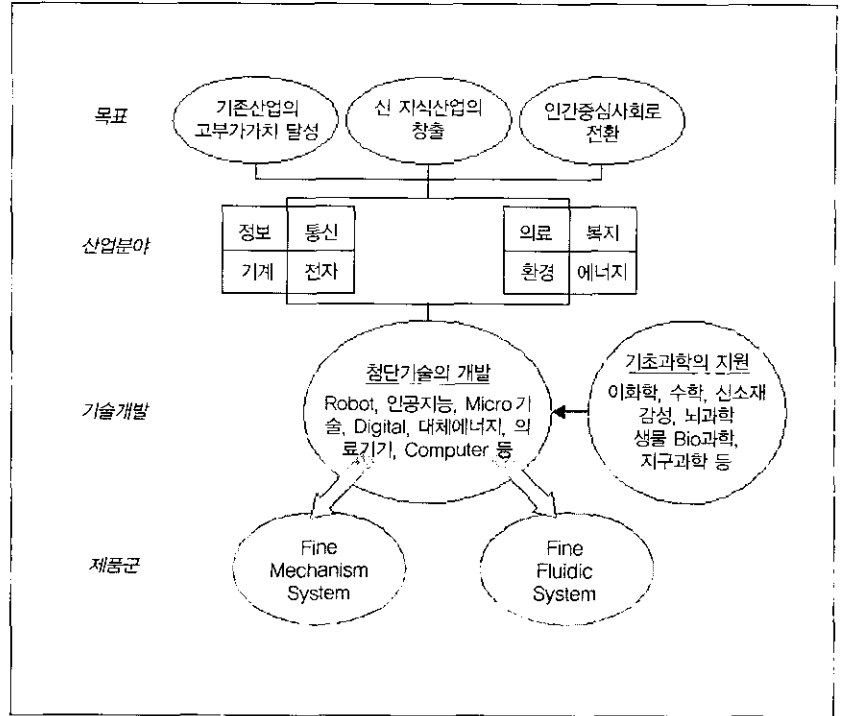 목표
기존산업의
고부가가치 달성
신 지식산업의
창출
인간중심사회로
전환
산업분야
정보 통신
기계 전자
의료 복지
환경 에너지
기술개발
첨단기술의 개발
Robot, 인공지능, Micro 기
술, Digital, 대체에너지, 의
료기기, Computer 등
기초과학의 지원
이화학, 수학, 신소재
감성, 뇌과학
생물 Bio과학,
지구과학 등
제품군
Fine
Mechanism
System
Fine
Fluidic
System